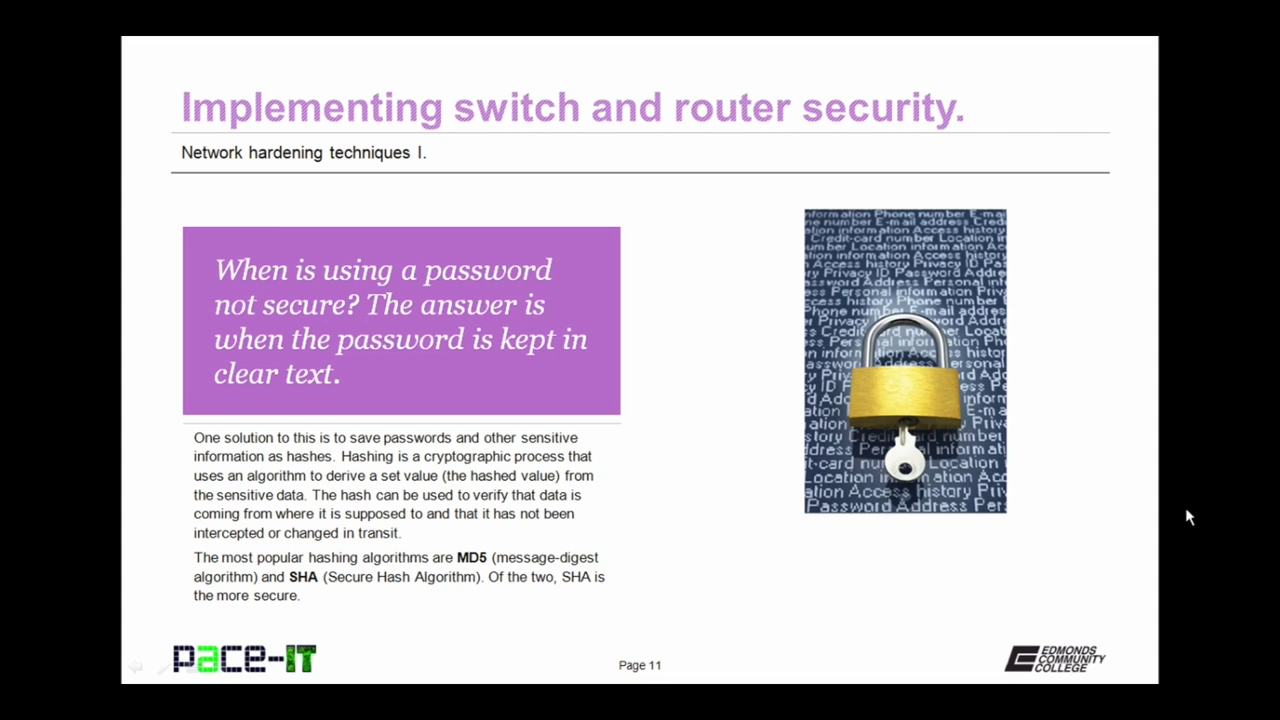 Implementing switch and router security.
Network hardening techniques I.
When is using a password
not secure? The answer is
when the password is kept in
clear text.
One solution to this is to save passwords and other sensitive
information as hashes. Hashing is a cryptographic process that
uses an algorithm to derive a set value (the hashed value) from
the sensitive data. The hash can be used to verify that data is
coming from where it is supposed to and that it has not been
intercepted or changed in transit.
The most popular hashing algorithms are MD5 (message-digest
algorithm) and SHA (Secure Hash Algorithm). Of the two, SHA is
the more secure.
pace-IT
Page 11
EDMONDS
COMMUNITY
COLLEGE